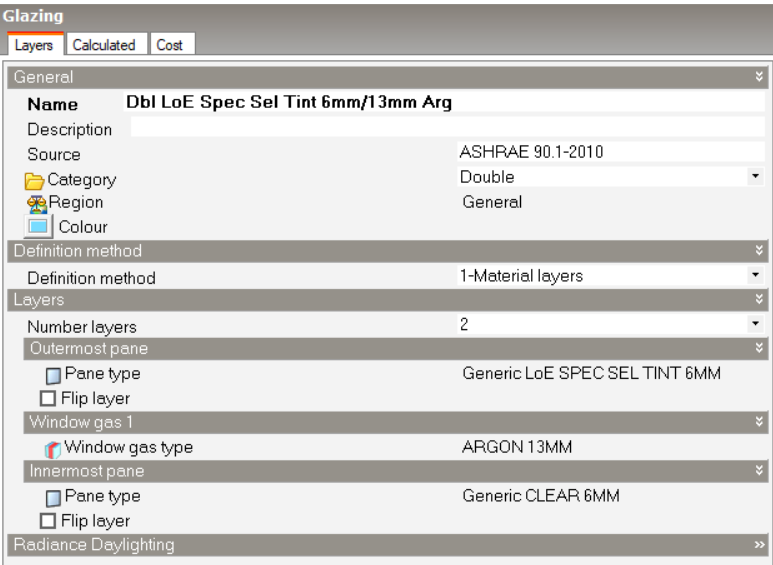 Glazing
Layers Calculated Cost
General
Name Dbl LoE Spec Sel Tint 6mm/13mm Arg
Description
Source ASHRAE 90.1-2010
Category Double
Region General
Colour
Definition method
Definition method 1-Material layers
Layers
Number layers 2
Outermost pane
Pane type Generic LoE SPEC SEL TINT 6MM
Flip layer
Window gas 1
Window gas type ARGON 13MM
Innermost pane
Pane type Generic CLEAR 6MM
Flip layer
Radiance Daylighting